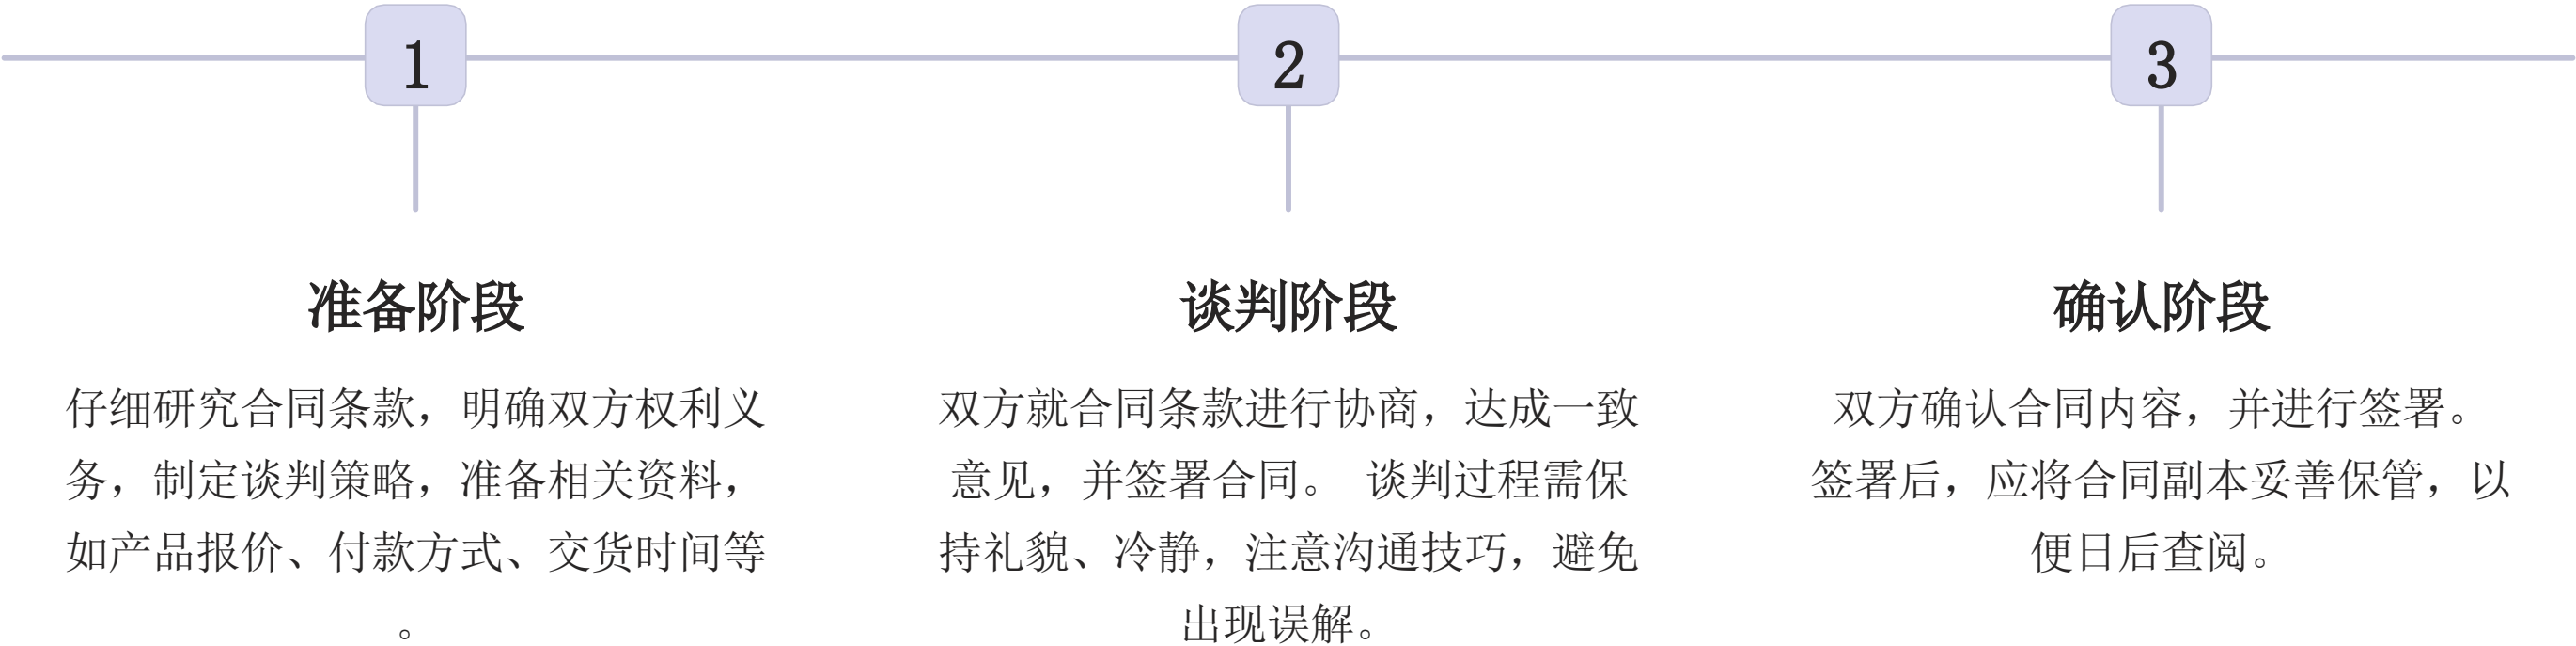 1
准备阶段
仔细研究合同条款，明确双方权利义
务，制定谈判策略，准备相关资料，
如产品报价、付款方式、交货时间等
。
2
谈判阶段
双方就合同条款进行协商，达成一致
意见，并签署合同。 谈判过程需保
持礼貌、冷静，注意沟通技巧，避免
出现误解。
3
确认阶段
双方确认合同内容，并进行签署。
签署后，应将合同副本妥善保管，以
便日后查阅。